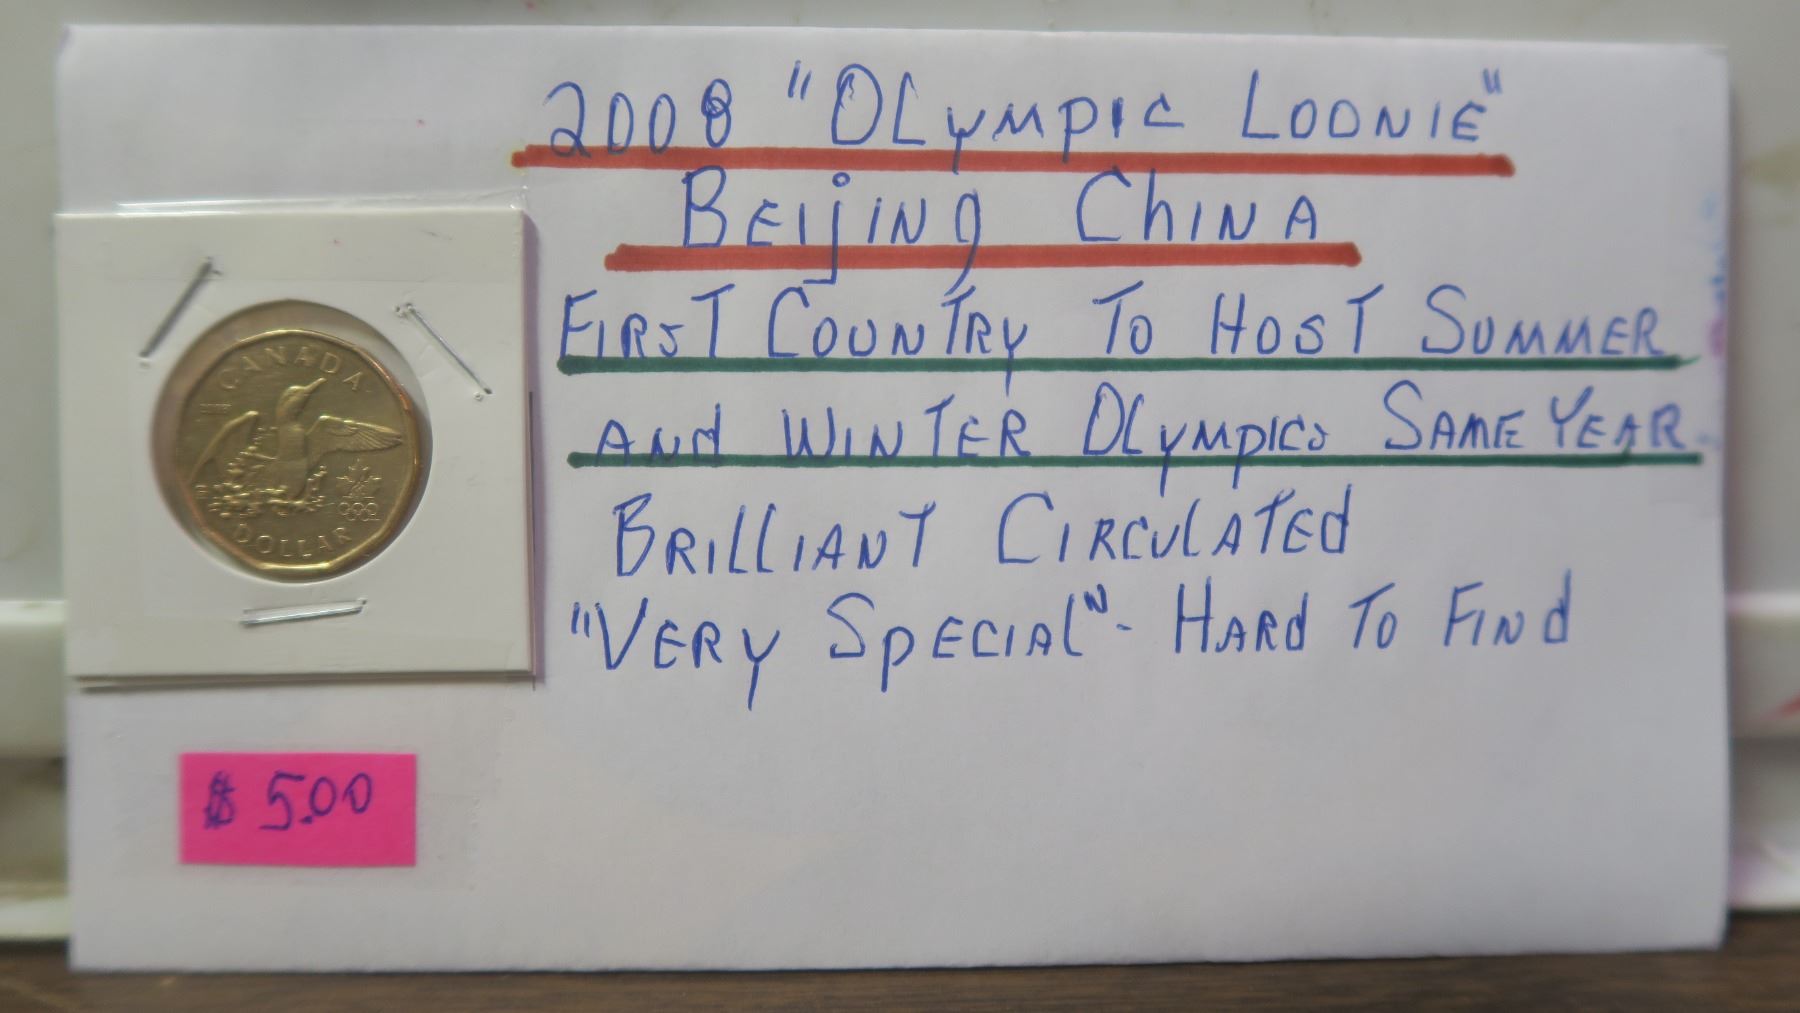 2008 "OLYMPIC LOONIE"
BEIJING CHINA
FIRST COUNTRY TO HOST SUMMER
AND WINTER OLYMPICS SAME YEAR.
BRILLIANT CIRCULATED
"VERY SPECIAL" - HARD TO FIND
CANADA
DOLLAR
$ 5.00